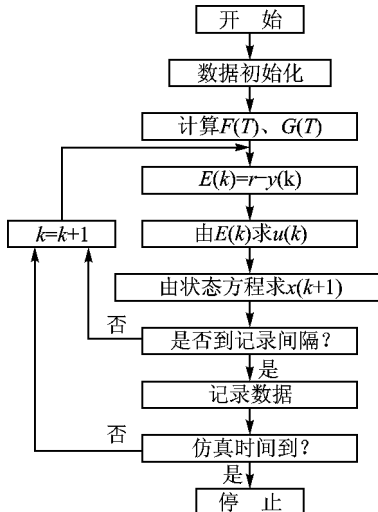 开 始
数据初始化
计算F(T)、G(T)
E(k)=r−y(k)
k=k+1
由E(k)求u(k)
由状态方程求x(k+1)
否
是否到记录间隔?
是
记录数据
否
仿真时间到?
是
停 止